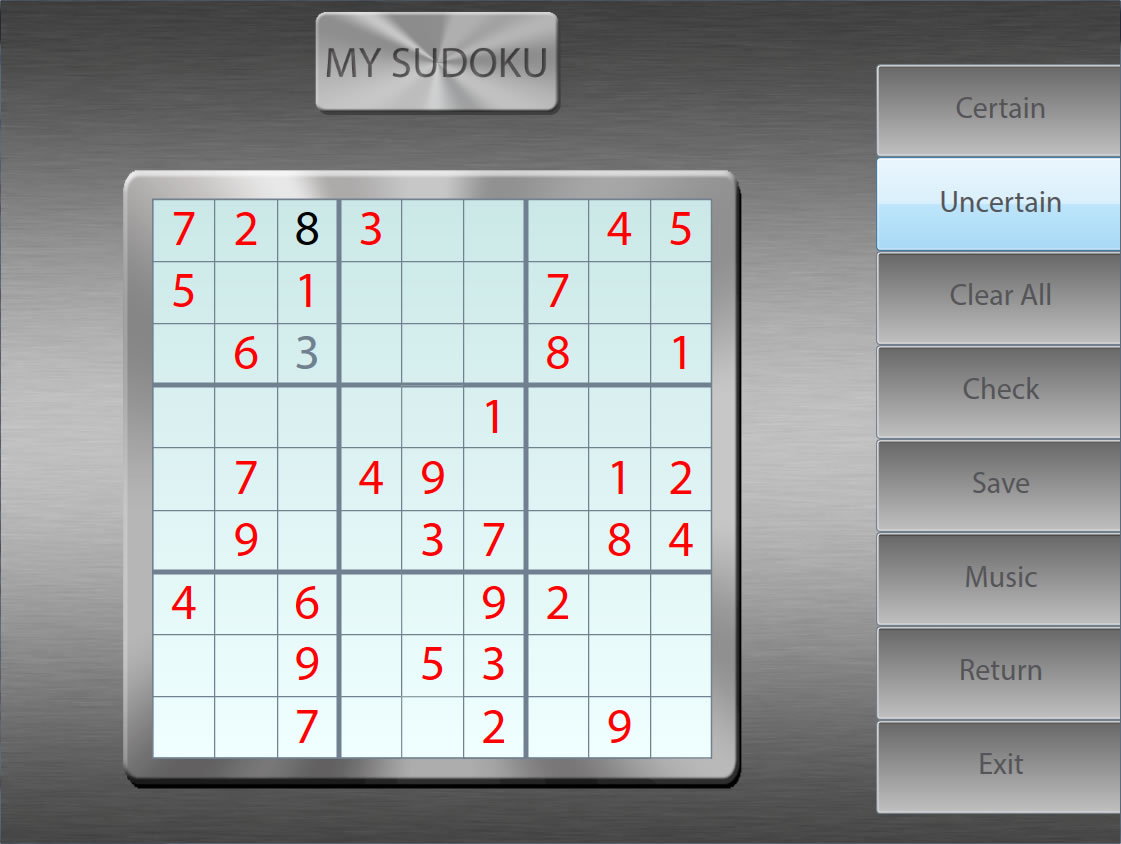 MY SUDOKU
Certain
Uncertain
Clear All
Check
Save
Music
Return
Exit
7 2 8 3 4 5
5 1 7
6 3 8 1
1
7 4 9 1 2
9 3 7 8 4
4 6 9 2
9 5 3
7 2 9